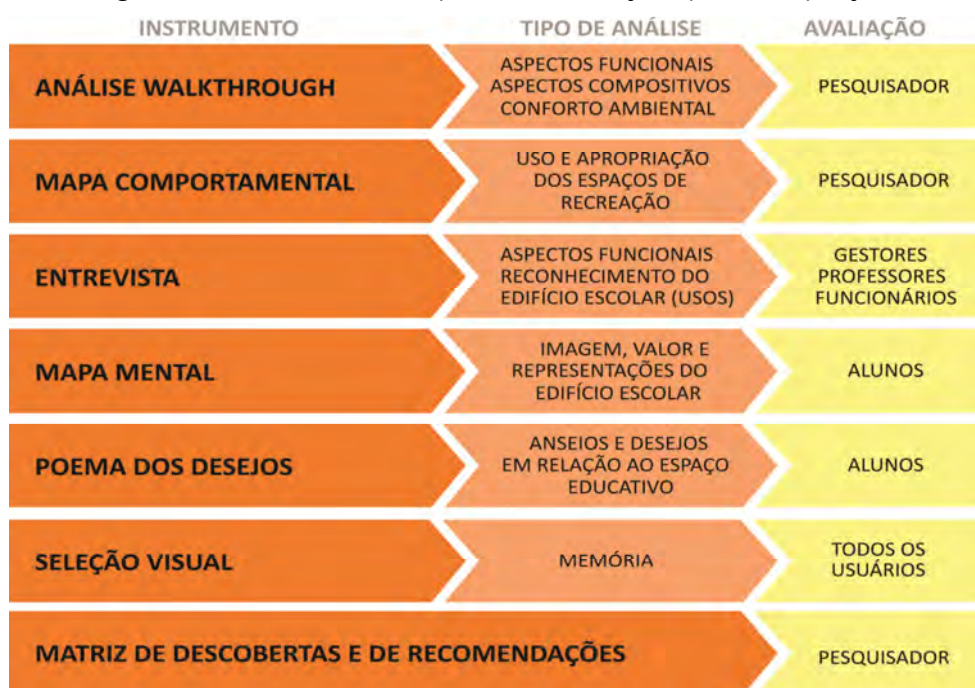 INSTRUMENTO TIPO DE ANÁLISE AVALIAÇÃO
ANÁLISE WALKTHROUGH
ASPECTOS FUNCIONAIS
ASPECTOS COMPOSITIVOS
CONFORTO AMBIENTAL
PESQUISADOR
MAPA COMPORTAMENTAL
USO E APROPRIAÇÃO
DOS ESPAÇOS DE
RECREAÇÃO
PESQUISADOR
ENTREVISTA
ASPECTOS FUNCIONAIS
RECONHECIMENTO DO
EDIFÍCIO ESCOLAR (USOS)
GESTORES
PROFESSORES
FUNCIONÁRIOS
MAPA MENTAL
IMAGEM, VALOR E
REPRESENTAÇÕES DO
EDIFÍCIO ESCOLAR
ALUNOS
POEMA DOS DESEJOS
ANSEIOS E DESEJOS
EM RELAÇÃO AO ESPAÇO
EDUCATIVO
ALUNOS
SELEÇÃO VISUAL
MEMÓRIA
TODOS OS
USUÁRIOS
MATRIZ DE DESCOBERTAS E DE RECOMENDAÇÕES
PESQUISADOR